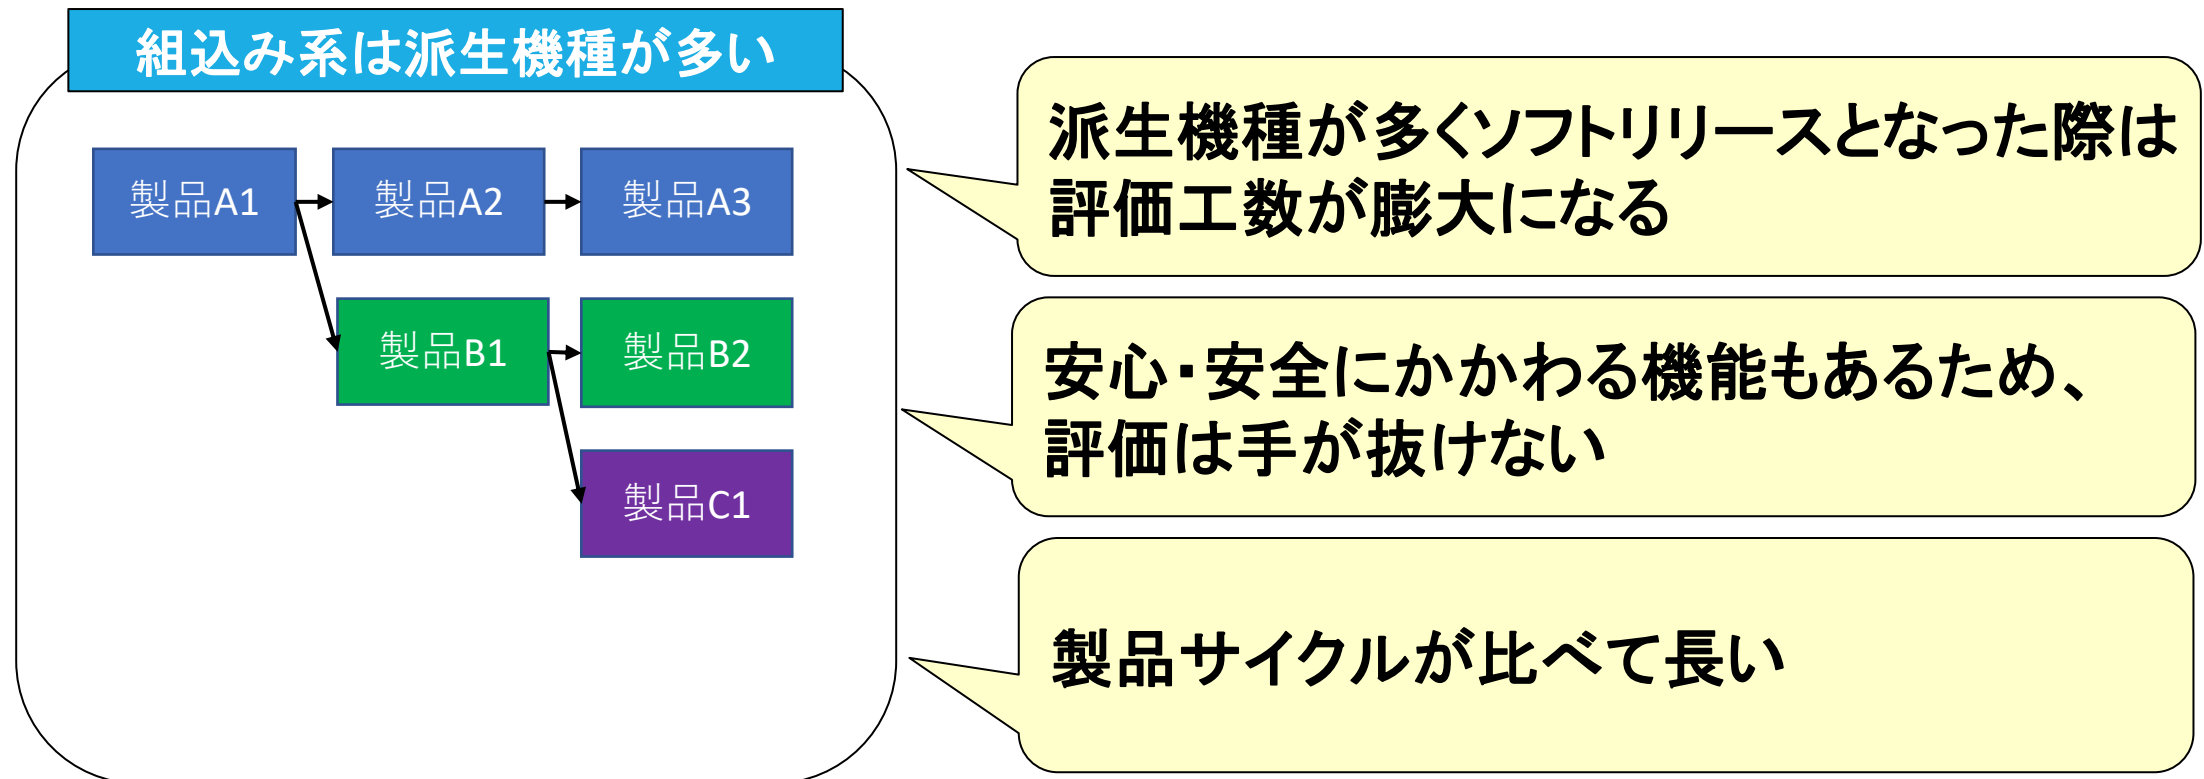 組込み系は派生機種が多い
製品A1
製品A2
製品A3
製品B1
製品B2
製品C1
派生機種が多くソフトリリースとなった際は
評価工数が膨大になる
安心・安全にかかわる機能もあるため、
評価は手が抜けない
製品サイクルが比べて長い